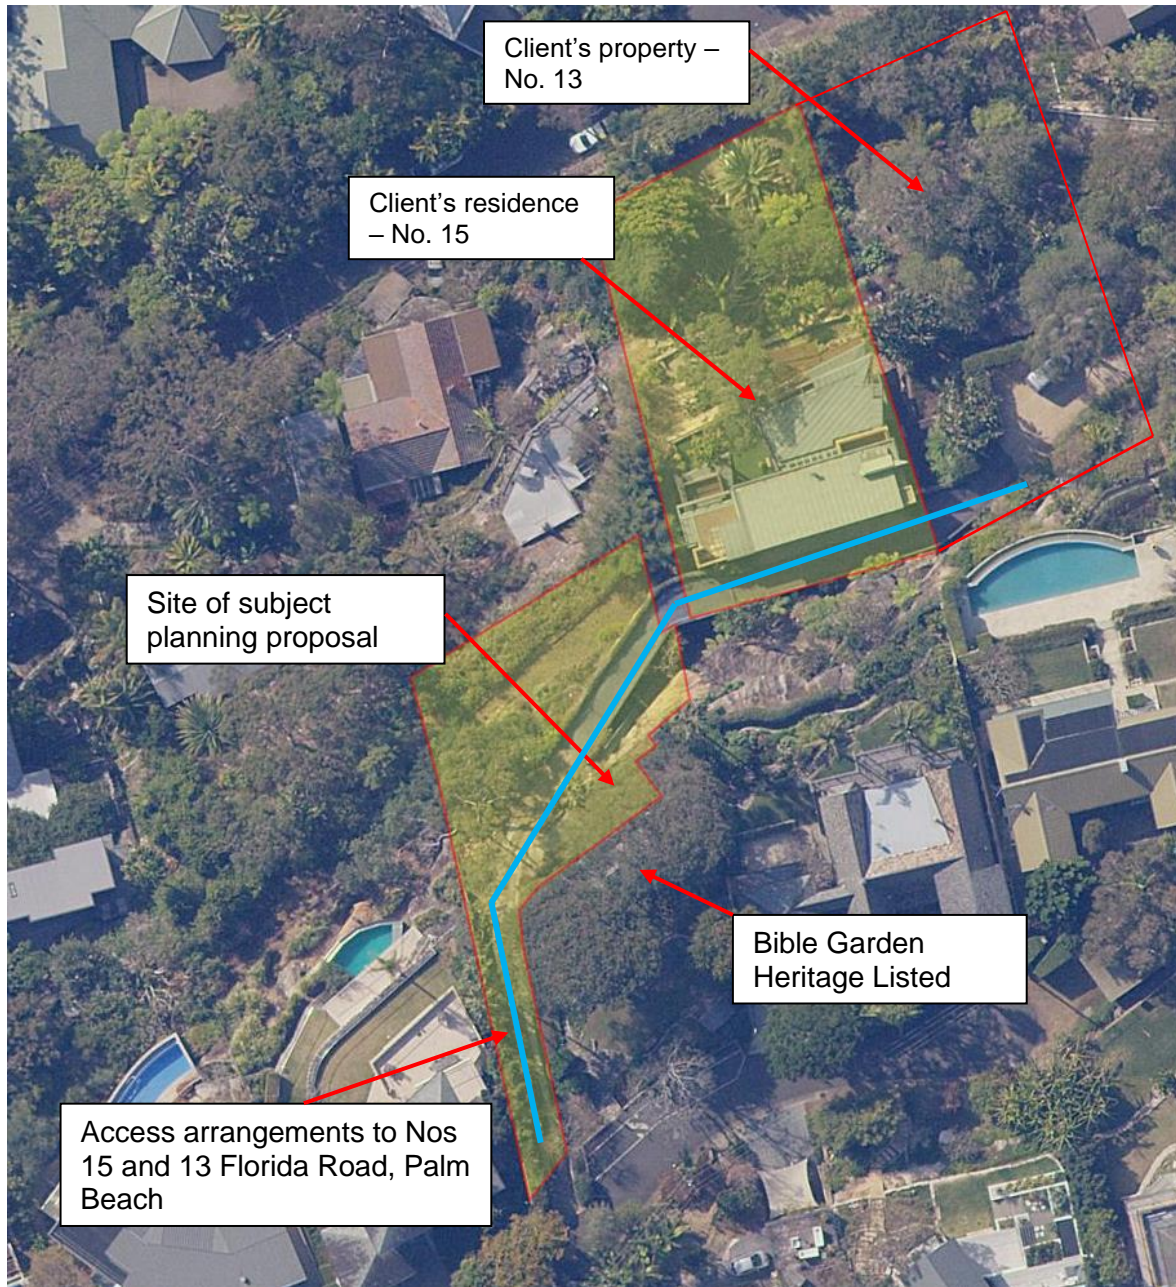 Client’s property –
No. 13
Client’s residence
– No. 15
Site of subject
planning proposal
Bible Garden
Heritage Listed
Access arrangements to Nos
15 and 13 Florida Road, Palm
Beach